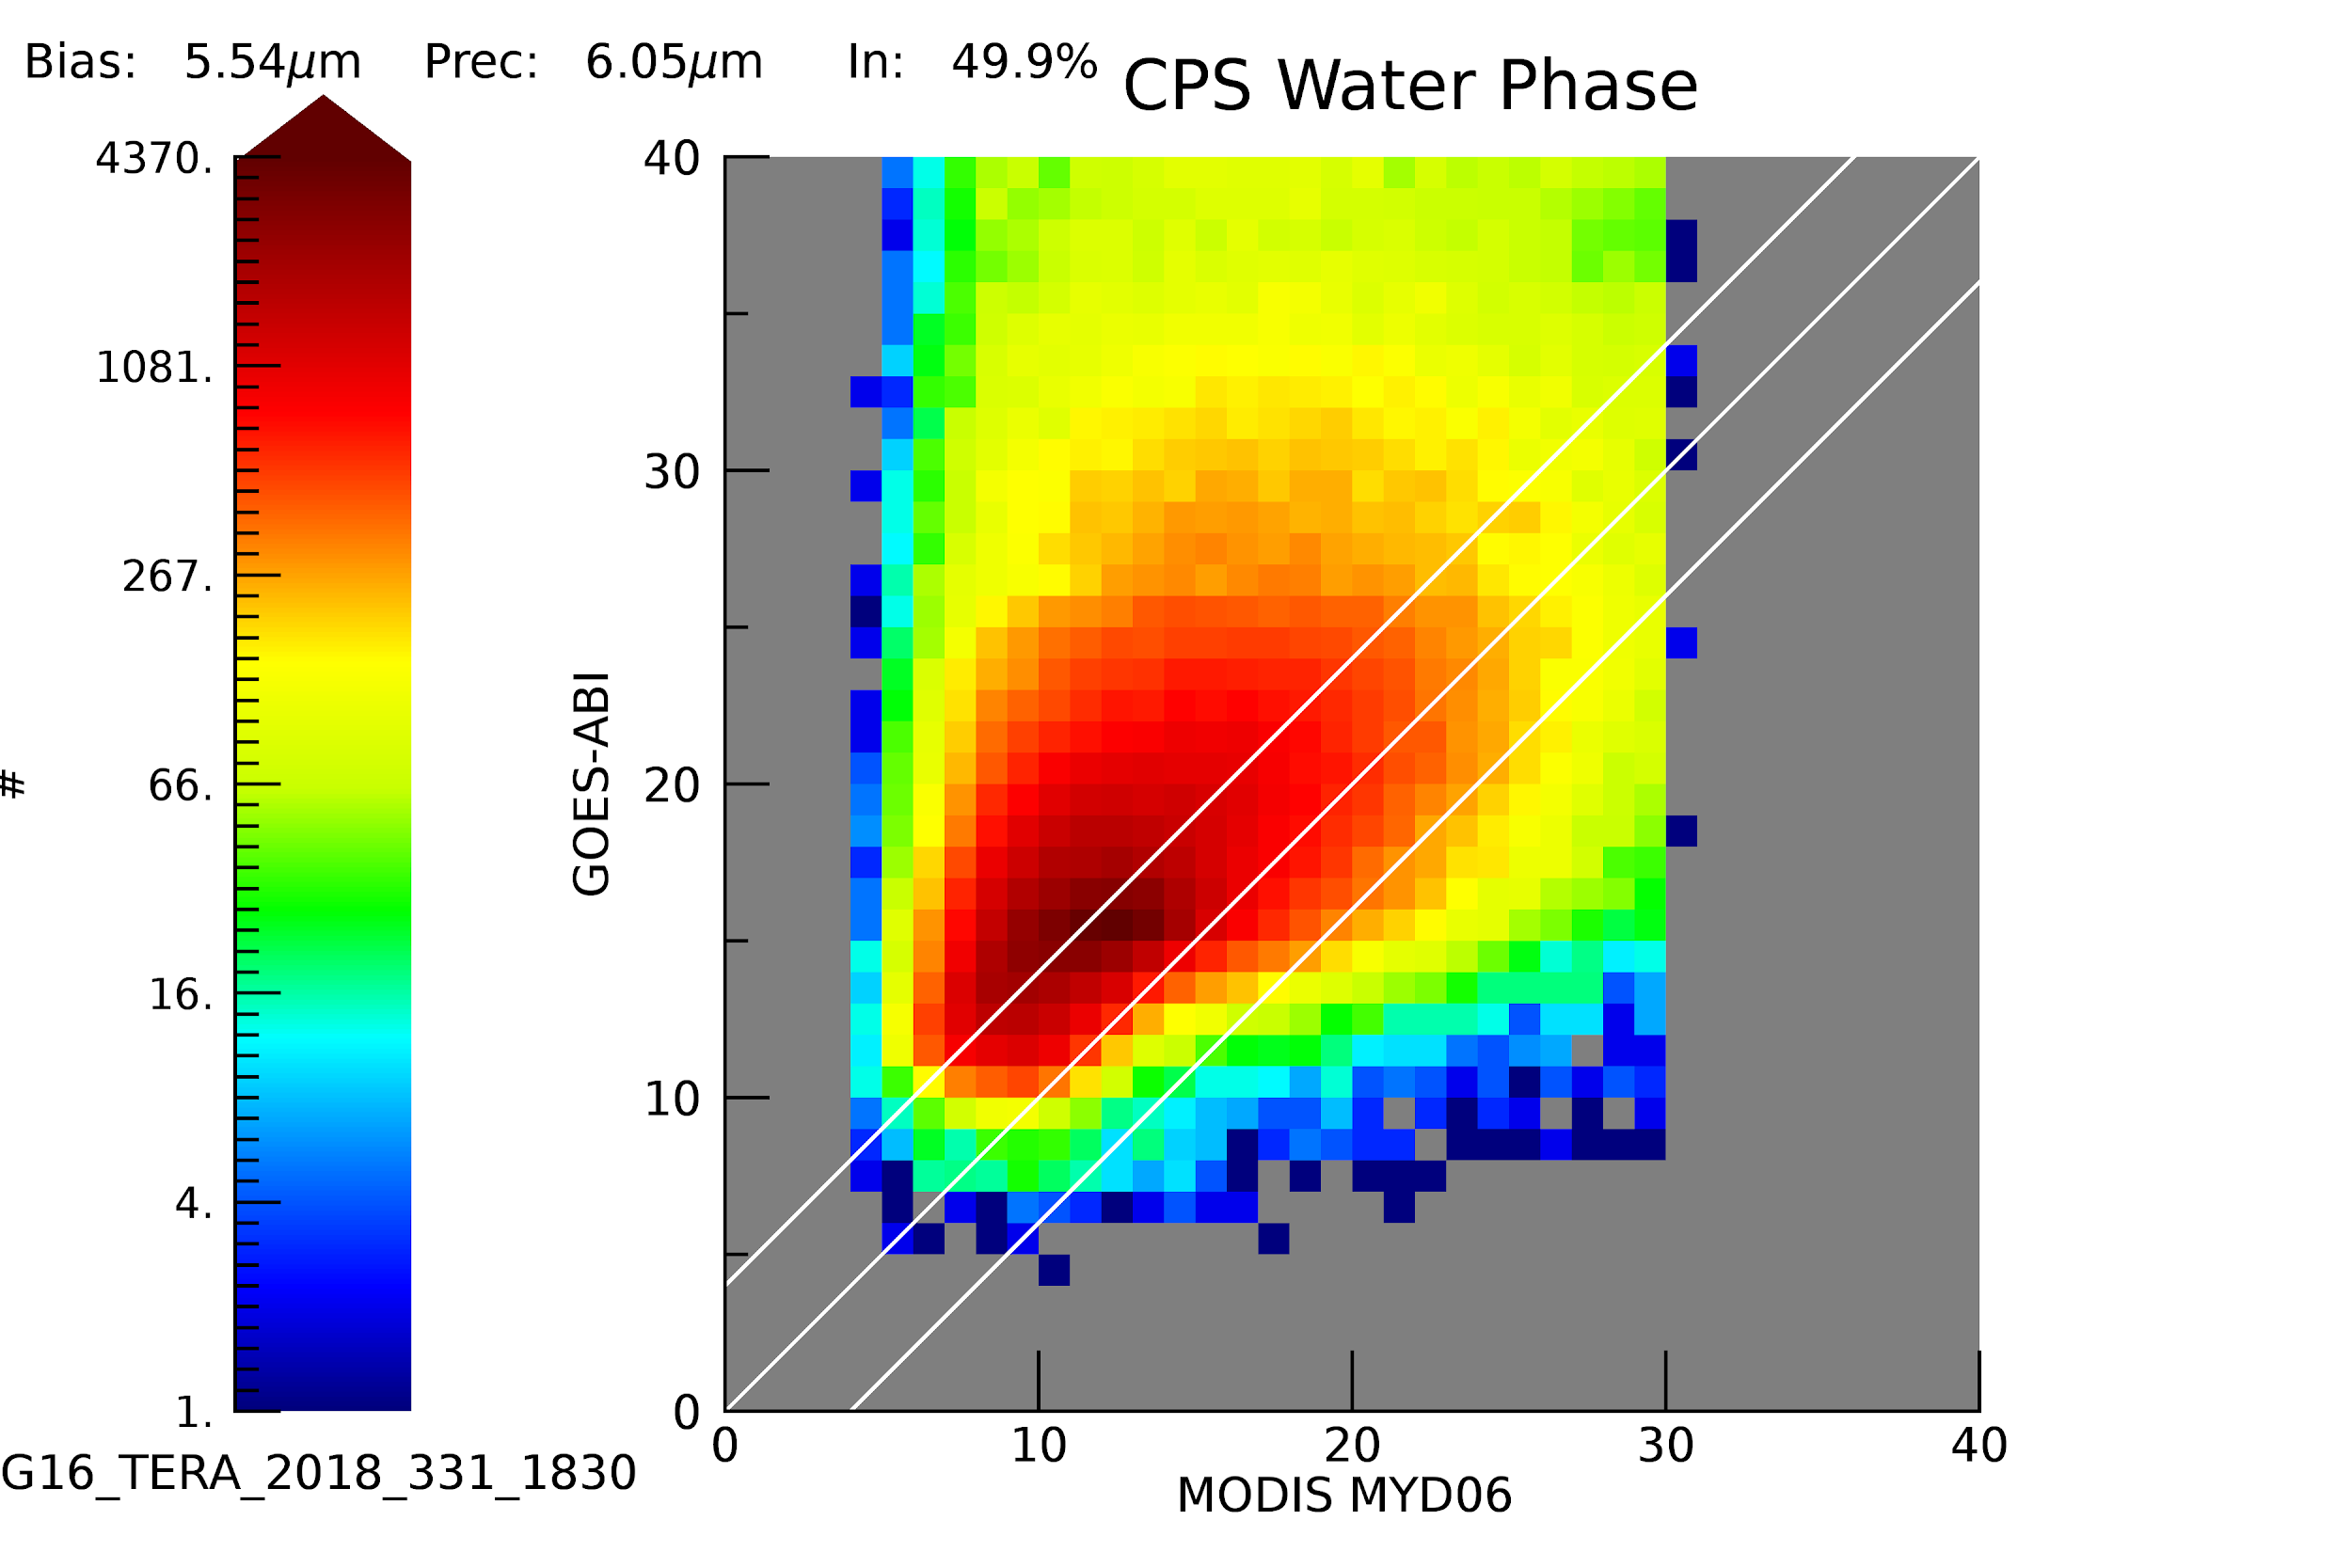 Bias: 5.54μm Prec: 6.05μm In: 49.9%
CPS Water Phase
4370.
1081.
267.
66.
16.
4.
1.
#
GOES-ABI
40
30
20
10
0
0 10 20 30 40
MODIS MYD06
G16_TERA_2018_331_1830